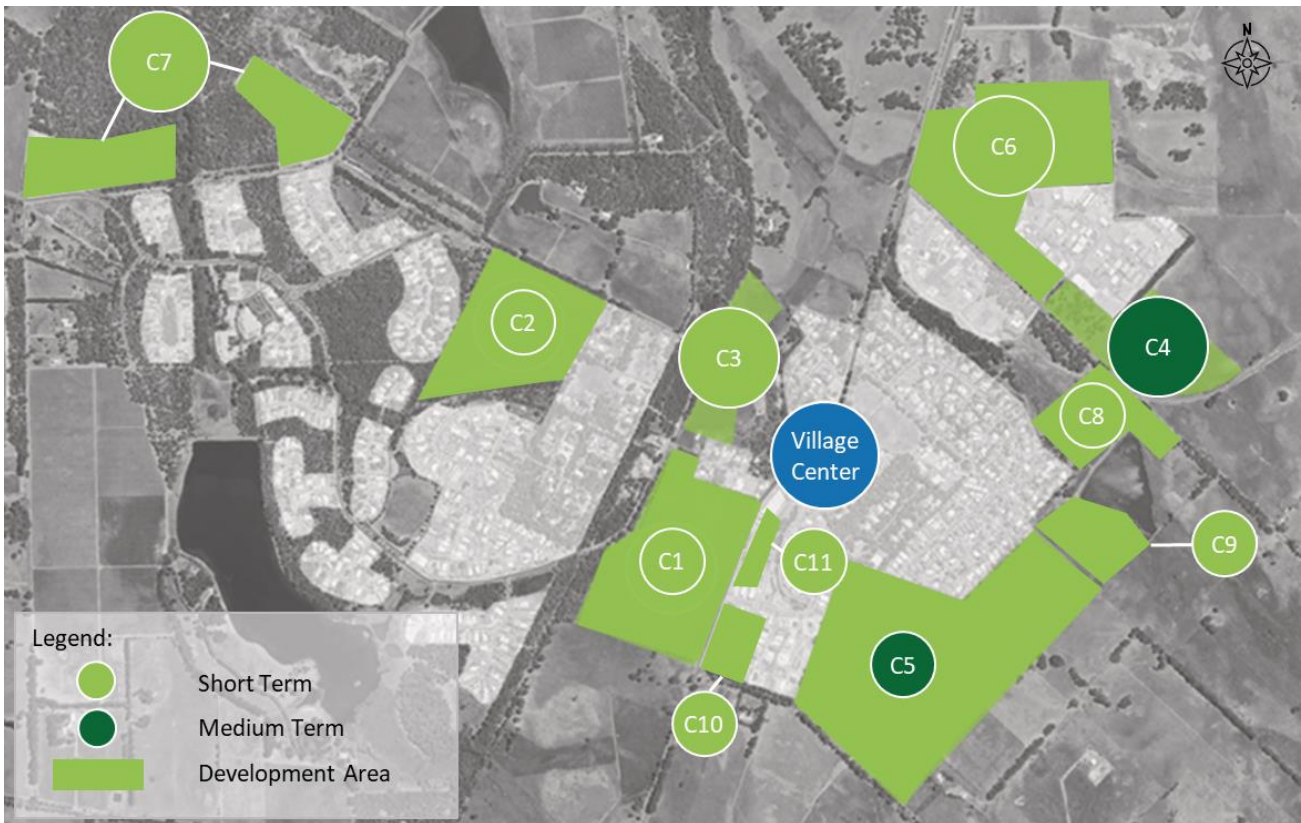 N
C7
C6
C2
C3
C4
C8
Village
Center
C9
C1
C11
C5
C10
Legend:
Short Term
Medium Term
Development Area